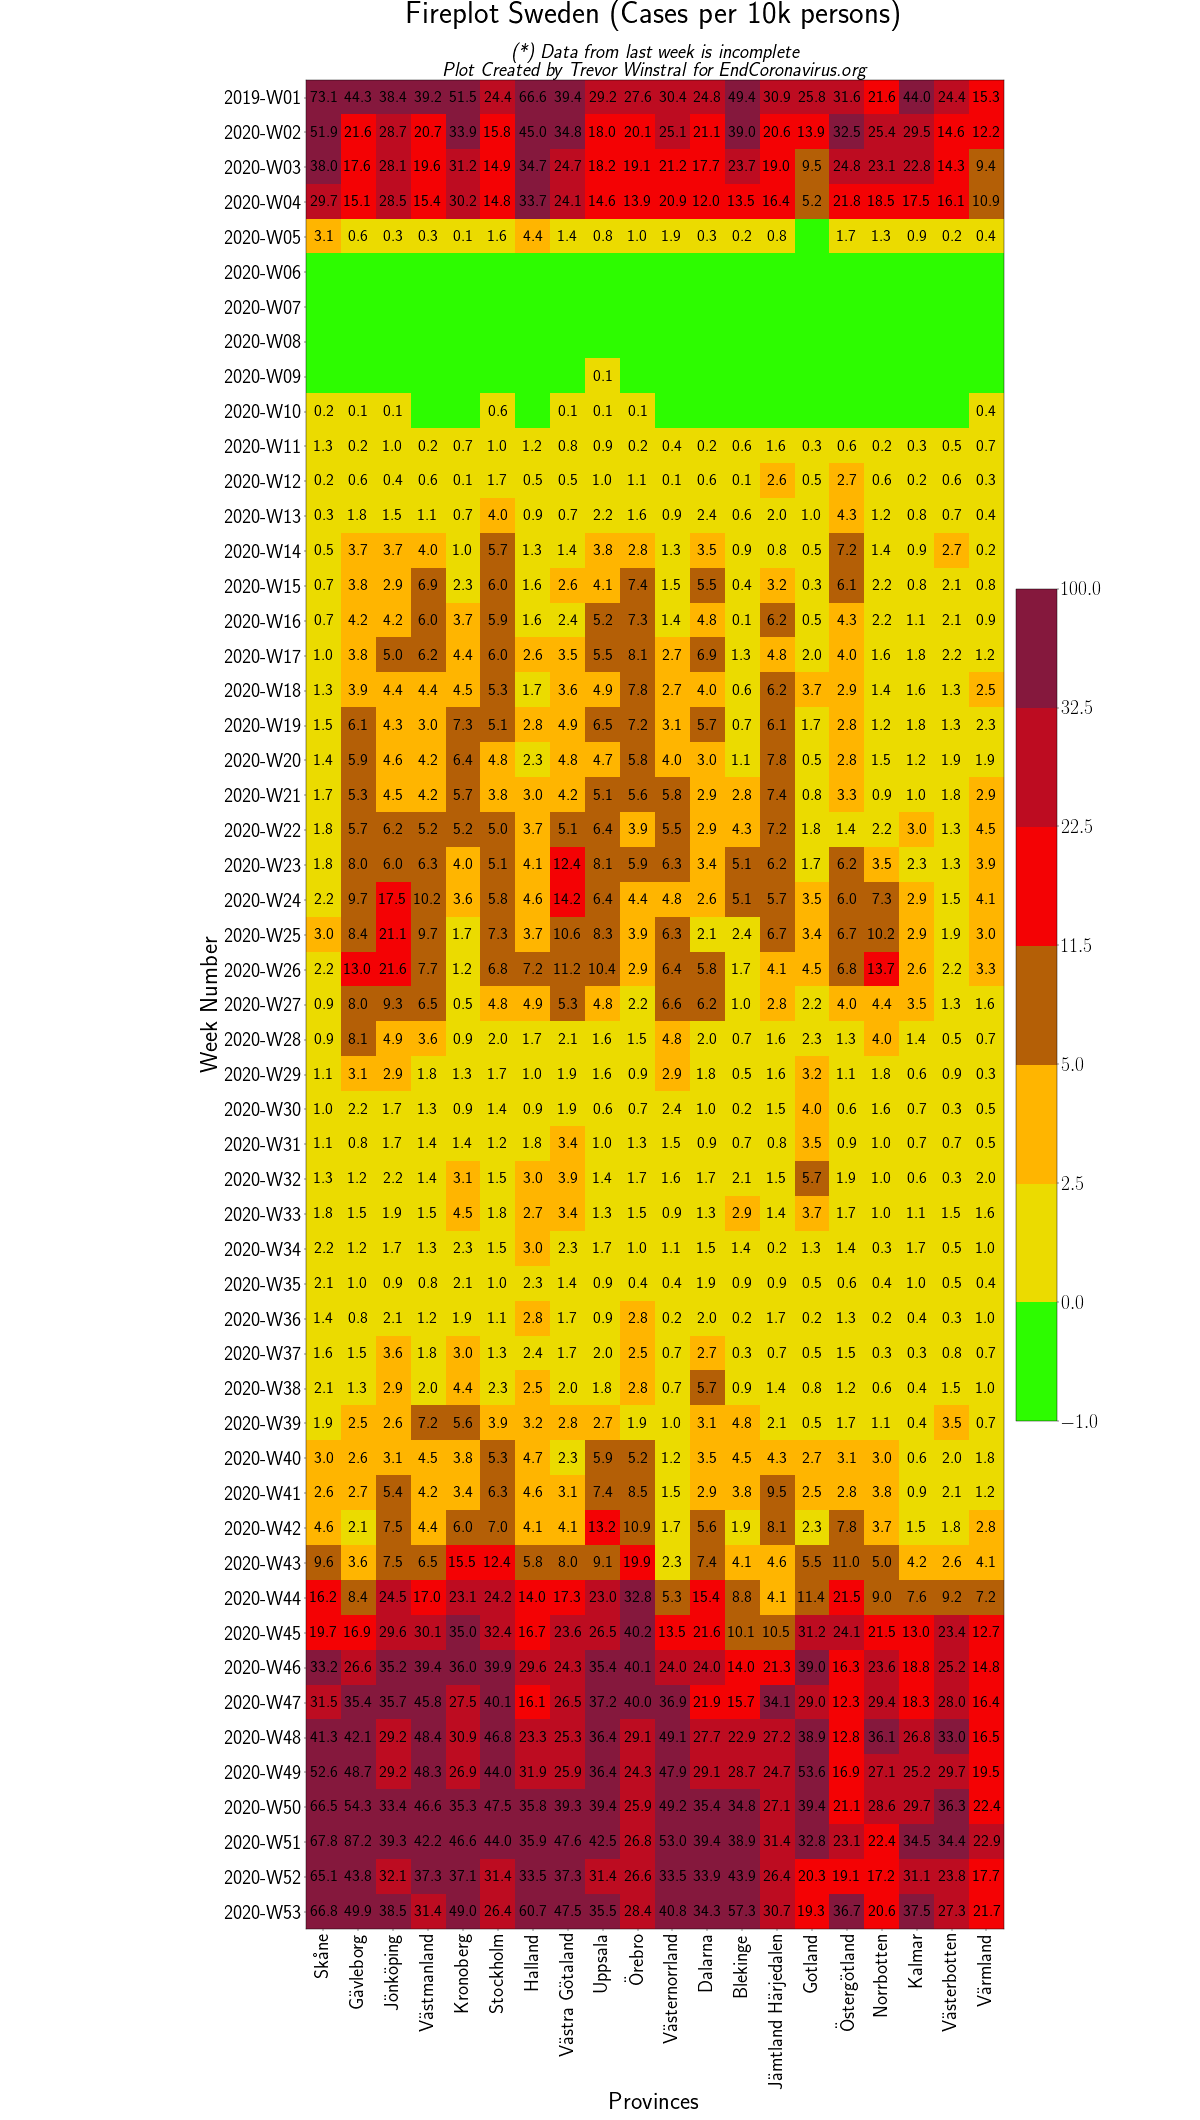 Fireplot Sweden (Cases per 10k persons)
(*) Data from last week is incomplete
Plot Created by Trevor Winstral for EndCoronavirus.org
2019-W01 73.1 44.3 38.4 39.2 51.5 24.4 66.6 39.4 29.2 27.6 30.4 24.8 49.4 30.9 25.8 31.6 21.6 44.0 24.4 15.3
2020-W02 51.9 21.6 28.7 20.7 33.9 15.8 45.0 34.8 18.0 20.1 25.1 21.1 39.0 20.6 13.9 32.5 25.4 29.5 14.6 12.2
2020-W03 38.0 17.6 28.1 19.6 31.2 14.9 34.7 24.7 18.2 19.1 21.2 17.7 23.7 19.0 9.5 24.8 23.1 22.8 14.3 9.4
2020-W04 29.7 15.1 28.5 15.4 30.2 14.8 33.7 24.1 14.6 13.9 20.9 12.0 13.5 16.4 5.2 21.8 18.5 17.5 16.1 10.9
2020-W05 3.1 0.6 0.3 0.3 0.1 1.6 4.4 1.4 0.8 1.0 1.9 0.3 0.2 0.8 1.7 1.3 0.9 0.2 0.4
2020-W06
2020-W07
2020-W08
2020-W09 0.1
2020-W10 0.2 0.1 0.1 0.6 0.1 0.1 0.1 0.4
2020-W11 1.3 0.2 1.0 0.2 0.7 1.0 1.2 0.8 0.9 0.2 0.4 0.2 0.6 1.6 0.3 0.6 0.2 0.3 0.5 0.7
2020-W12 0.2 0.6 0.4 0.6 0.1 1.7 0.5 0.5 1.0 1.1 0.1 0.6 0.1 2.6 0.5 2.7 0.6 0.2 0.6 0.3
2020-W13 0.3 1.8 1.5 1.1 0.7 4.0 0.9 0.7 2.2 1.6 0.9 2.4 0.6 2.0 1.0 4.3 1.2 0.8 0.7 0.4
2020-W14 0.5 3.7 3.7 4.0 1.0 5.7 1.3 1.4 3.8 2.8 1.3 3.5 0.9 0.8 0.5 7.2 1.4 0.9 2.7 0.2
2020-W15 0.7 3.8 2.9 6.9 2.3 6.0 1.6 2.6 4.1 7.4 1.5 5.5 0.4 3.2 0.3 6.1 2.2 0.8 2.1 0.8
2020-W16 0.7 4.2 4.2 6.0 3.7 5.9 1.6 2.4 5.2 7.3 1.4 4.8 0.1 6.2 0.5 4.3 2.2 1.1 2.1 0.9
2020-W17 1.0 3.8 5.0 6.2 4.4 6.0 2.6 3.5 5.5 8.1 2.7 6.9 1.3 4.8 2.0 4.0 1.6 1.8 2.2 1.2
2020-W18 1.3 3.9 4.4 4.4 4.5 5.3 1.7 3.6 4.9 7.8 2.7 4.0 0.6 6.2 3.7 2.9 1.4 1.6 1.3 2.5
2020-W19 1.5 6.1 4.3 3.0 7.3 5.1 2.8 4.9 6.5 7.2 3.1 5.7 0.7 6.1 1.7 2.8 1.2 1.8 1.3 2.3
2020-W20 1.4 5.9 4.6 4.2 6.4 4.8 2.3 4.8 4.7 5.8 4.0 3.0 1.1 7.8 0.5 2.8 1.5 1.2 1.9 1.9
2020-W21 1.7 5.3 4.5 4.2 5.7 3.8 3.0 4.2 5.1 5.6 5.8 2.9 2.8 7.4 0.8 3.3 0.9 1.0 1.8 2.9
2020-W22 1.8 5.7 6.2 5.2 5.2 5.0 3.7 5.1 6.4 3.9 5.5 2.9 4.3 7.2 1.8 1.4 2.2 3.0 1.3 4.5
2020-W23 1.8 8.0 6.0 6.3 4.0 5.1 4.1 12.4 8.1 5.9 6.3 3.4 5.1 6.2 1.7 6.2 3.5 2.3 1.3 3.9
2020-W24 2.2 9.7 17.5 10.2 3.6 5.8 4.6 14.2 6.4 4.4 4.8 2.6 5.1 5.7 3.5 6.0 7.3 2.9 1.5 4.1
2020-W25 3.0 8.4 21.1 9.7 1.7 7.3 3.7 10.6 8.3 3.9 6.3 2.1 2.4 6.7 3.4 6.7 10.2 2.9 1.9 3.0
2020-W26 2.2 13.0 21.6 7.7 1.2 6.8 7.2 11.2 10.4 2.9 6.4 5.8 1.7 4.1 4.5 6.8 13.7 2.6 2.2 3.3
2020-W27 0.9 8.0 9.3 6.5 0.5 4.8 4.9 5.3 4.8 2.2 6.6 6.2 1.0 2.8 2.2 4.0 4.4 3.5 1.3 1.6
2020-W28 0.9 8.1 4.9 3.6 0.9 2.0 1.7 2.1 1.6 1.5 4.8 2.0 0.7 1.6 2.3 1.3 4.0 1.4 0.5 0.7
2020-W29 1.1 3.1 2.9 1.8 1.3 1.7 1.0 1.9 1.6 0.9 2.9 1.8 0.5 1.6 3.2 1.1 1.8 0.6 0.9 0.3
2020-W30 1.0 2.2 1.7 1.3 0.9 1.4 0.9 1.9 0.6 0.7 2.4 1.0 0.2 1.5 4.0 0.6 1.6 0.7 0.3 0.5
2020-W31 1.1 0.8 1.7 1.4 1.4 1.2 1.8 3.4 1.0 1.3 1.5 0.9 0.7 0.8 3.5 0.9 1.0 0.7 0.7 0.5
2020-W32 1.3 1.2 2.2 1.4 3.1 1.5 3.0 3.9 1.4 1.7 1.6 1.7 2.1 1.5 5.7 1.9 1.0 0.6 0.3 2.0
2020-W33 1.8 1.5 1.9 1.5 4.5 1.8 2.7 3.4 1.3 1.5 0.9 1.3 2.9 1.4 3.7 1.7 1.0 1.1 1.5 1.6
2020-W34 2.2 1.2 1.7 1.3 2.3 1.5 3.0 2.3 1.7 1.0 1.1 1.5 1.4 0.2 1.3 1.4 0.3 1.7 0.5 1.0
2020-W35 2.1 1.0 0.9 0.8 2.1 1.0 2.3 1.4 0.9 0.4 0.4 1.9 0.9 0.9 0.5 0.6 0.4 1.0 0.5 0.4
2020-W36 1.4 0.8 2.1 1.2 1.9 1.1 2.8 1.7 0.9 2.8 0.2 2.0 0.2 1.7 0.2 1.3 0.2 0.4 0.3 1.0
2020-W37 1.6 1.5 3.6 1.8 3.0 1.3 2.4 1.7 2.0 2.5 0.7 2.7 0.3 0.7 0.5 1.5 0.3 0.3 0.8 0.7
2020-W38 2.1 1.3 2.9 2.0 4.4 2.3 2.5 2.0 1.8 2.8 0.7 5.7 0.9 1.4 0.8 1.2 0.6 0.4 1.5 1.0
2020-W39 1.9 2.5 2.6 7.2 5.6 3.9 3.2 2.8 2.7 1.9 1.0 3.1 4.8 2.1 0.5 1.7 1.1 0.4 3.5 0.7
2020-W40 3.0 2.6 3.1 4.5 3.8 5.3 4.7 2.3 5.9 5.2 1.2 3.5 4.5 4.3 2.7 3.1 3.0 0.6 2.0 1.8
2020-W41 2.6 2.7 5.4 4.2 3.4 6.3 4.6 3.1 7.4 8.5 1.5 2.9 3.8 9.5 2.5 2.8 3.8 0.9 2.1 1.2
2020-W42 4.6 2.1 7.5 4.4 6.0 7.0 4.1 4.1 13.2 10.9 1.7 5.6 1.9 8.1 2.3 7.8 3.7 1.5 1.8 2.8
2020-W43 9.6 3.6 7.5 6.5 15.5 12.4 5.8 8.0 9.1 19.9 2.3 7.4 4.1 4.6 5.5 11.0 5.0 4.2 2.6 4.1
2020-W44 16.2 8.4 24.5 17.0 23.1 24.2 14.0 17.3 23.0 32.8 5.3 15.4 8.8 4.1 11.4 21.5 9.0 7.6 9.2 7.2
2020-W45 19.7 16.9 29.6 30.1 35.0 32.4 16.7 23.6 26.5 40.2 13.5 21.6 10.1 10.5 31.2 24.1 21.5 13.0 23.4 12.7
2020-W46 33.2 26.6 35.2 39.4 36.0 39.9 29.6 24.3 35.4 40.1 24.0 24.0 14.0 21.3 39.0 16.3 23.6 18.8 25.2 14.8
2020-W47 31.5 35.4 35.7 45.8 27.5 40.1 16.1 26.5 37.2 40.0 36.9 21.9 15.7 34.1 29.0 12.3 29.4 18.3 28.0 16.4
2020-W48 41.3 42.1 29.2 48.4 30.9 46.8 23.3 25.3 36.4 29.1 49.1 27.7 22.9 27.2 38.9 12.8 36.1 26.8 33.0 16.5
2020-W49 52.6 48.7 29.2 48.3 26.9 44.0 31.9 25.9 36.4 24.3 47.9 29.1 28.7 24.7 53.6 16.9 27.1 25.2 29.7 19.5
2020-W50 66.5 54.3 33.4 46.6 35.3 47.5 35.8 39.3 39.4 25.9 49.2 35.4 34.8 27.1 39.4 21.1 28.6 29.7 36.3 22.4
2020-W51 67.8 87.2 39.3 42.2 46.6 44.0 35.9 47.6 42.5 26.8 53.0 39.4 38.9 31.4 32.8 23.1 22.4 34.5 34.4 22.9
2020-W52 65.1 43.8 32.1 37.3 37.1 31.4 33.5 37.3 31.4 26.6 33.5 33.9 43.9 26.4 20.3 19.1 17.2 31.1 23.8 17.7
2020-W53 66.8 49.9 38.5 31.4 49.0 26.4 60.7 47.5 35.5 28.4 40.8 34.3 57.3 30.7 19.3 36.7 20.6 37.5 27.3 21.7
Week Number
Skåne
Gävleborg
Jönköping
Västmanland
Kronoberg
Stockholm
Halland
Västra Götaland
Uppsala
Örebro
Västernorrland
Dalarna
Blekinge
Jämtland Härjedalen
Gotland
Östergötland
Norrbotten
Kalmar
Västerbotten
Värmland
Provinces
100.0
32.5
22.5
11.5
5.0
2.5
0.0
−1.0